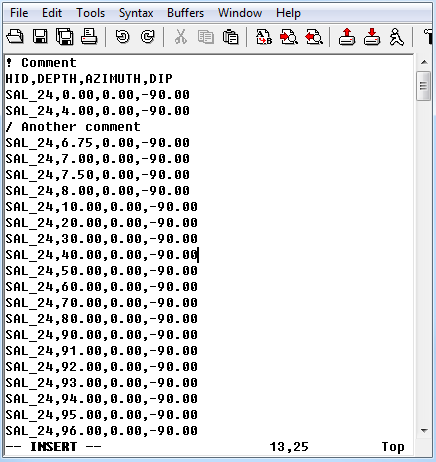 File Edit Tools Syntax Buffers Window Help
! Comment
HID,DEPTH,AZIMUTH,DIP
SAL_24,0.00,0.00,-90.00
SAL_24,4.00,0.00,-90.00
/ Another comment
SAL_24,6.75,0.00,-90.00
SAL_24,7.00,0.00,-90.00
SAL_24,7.50,0.00,-90.00
SAL_24,8.00,0.00,-90.00
SAL_24,10.00,0.00,-90.00
SAL_24,20.00,0.00,-90.00
SAL_24,30.00,0.00,-90.00
SAL_24,40.00,0.00,-90.00
SAL_24,50.00,0.00,-90.00
SAL_24,60.00,0.00,-90.00
SAL_24,70.00,0.00,-90.00
SAL_24,80.00,0.00,-90.00
SAL_24,90.00,0.00,-90.00
SAL_24,91.00,0.00,-90.00
SAL_24,92.00,0.00,-90.00
SAL_24,93.00,0.00,-90.00
SAL_24,94.00,0.00,-90.00
SAL_24,95.00,0.00,-90.00
SAL_24,96.00,0.00,-90.00
-- INSERT -- 13,25 Top